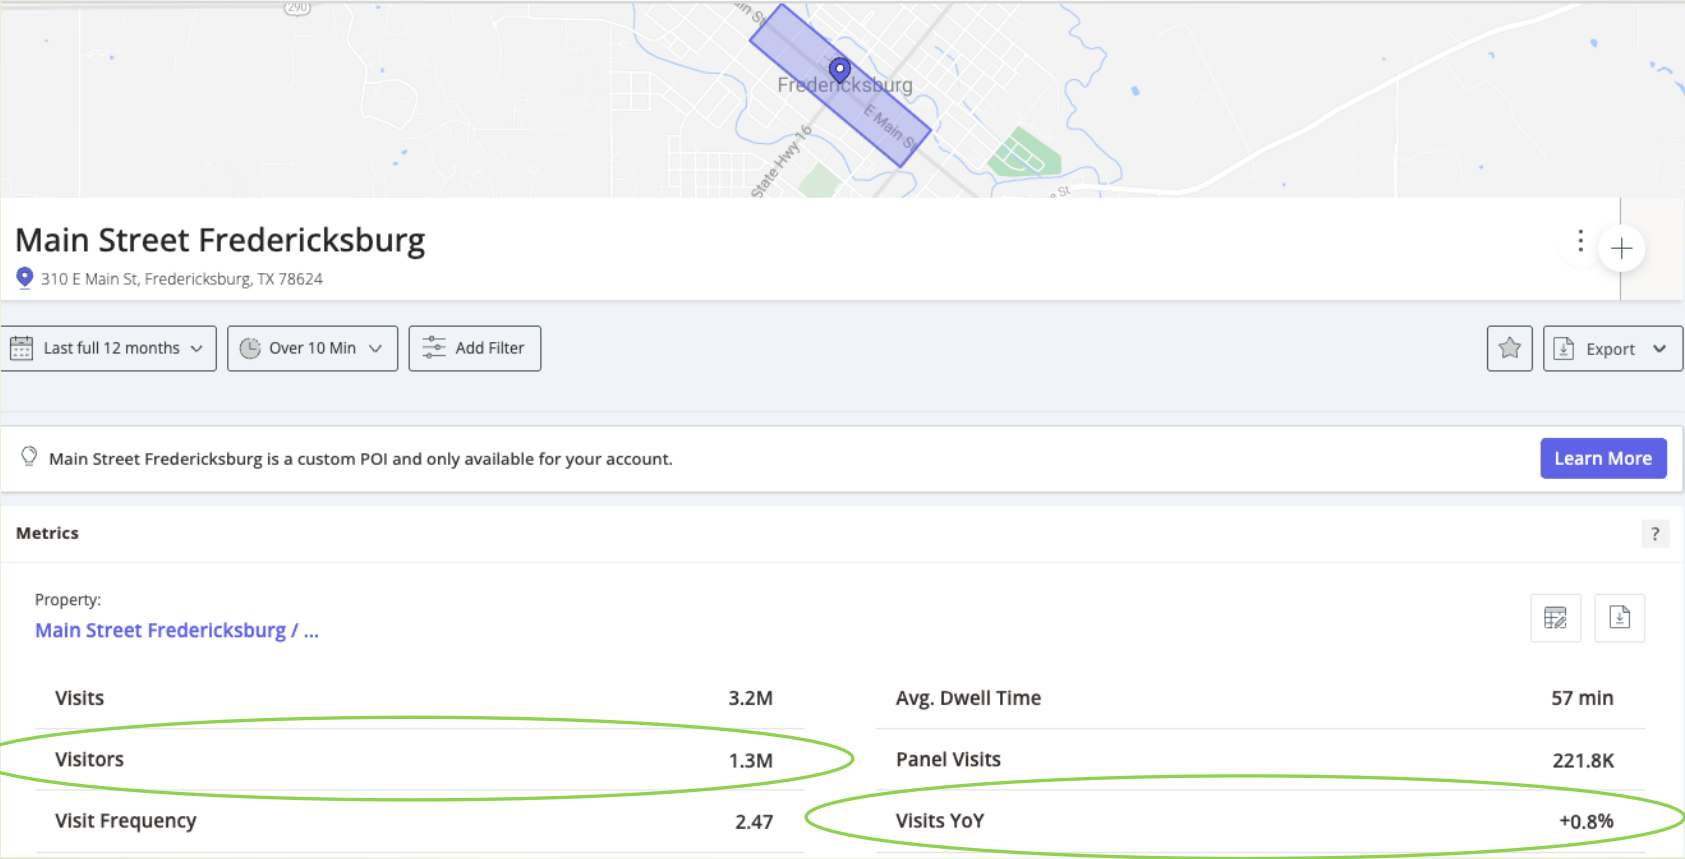 290
in St
Fredericksburg
E Main St
State Hwy 16
St
Main Street Fredericksburg
310 E Main St, Fredericksburg, TX 78624
Last full 12 months
Over 10 Min
Add Filter
Export
Main Street Fredericksburg is a custom POI and only available for your account.
Learn More
Metrics
?
Property:
Main Street Fredericksburg / ...
Visits 3.2M
Avg. Dwell Time 57 min
Visitors 1.3M
Panel Visits 221.8K
Visit Frequency 2.47
Visits YoY +0.8%